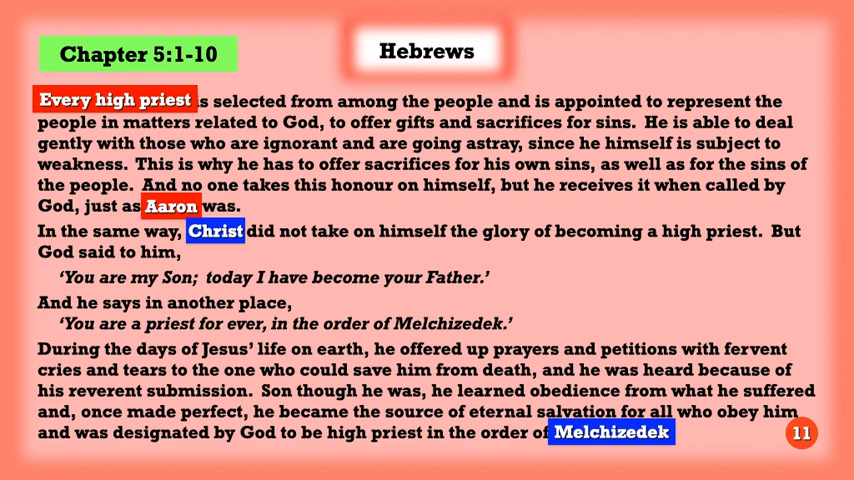 Chapter 5:1-10
Hebrews
Every high priest is selected from among the people and is appointed to represent the
people in matters related to God, to offer gifts and sacrifices for sins. He is able to deal
gently with those who are ignorant and are going astray, since he himself is subject to
weakness. This is why he has to offer sacrifices for his own sins, as well as for the sins of
the people. And no one takes this honour on himself, but he receives it when called by
God, just as Aaron was.
In the same way, Christ did not take on himself the glory of becoming a high priest. But
God said to him,
‘You are my Son; today I have become your Father.’
And he says in another place,
‘You are a priest for ever, in the order of Melchizedek.’
During the days of Jesus’ life on earth, he offered up prayers and petitions with fervent
cries and tears to the one who could save him from death, and he was heard because of
his reverent submission. Son though he was, he learned obedience from what he suffered
and, once made perfect, he became the source of eternal salvation for all who obey him
and was designated by God to be high priest in the order of Melchizedek
11